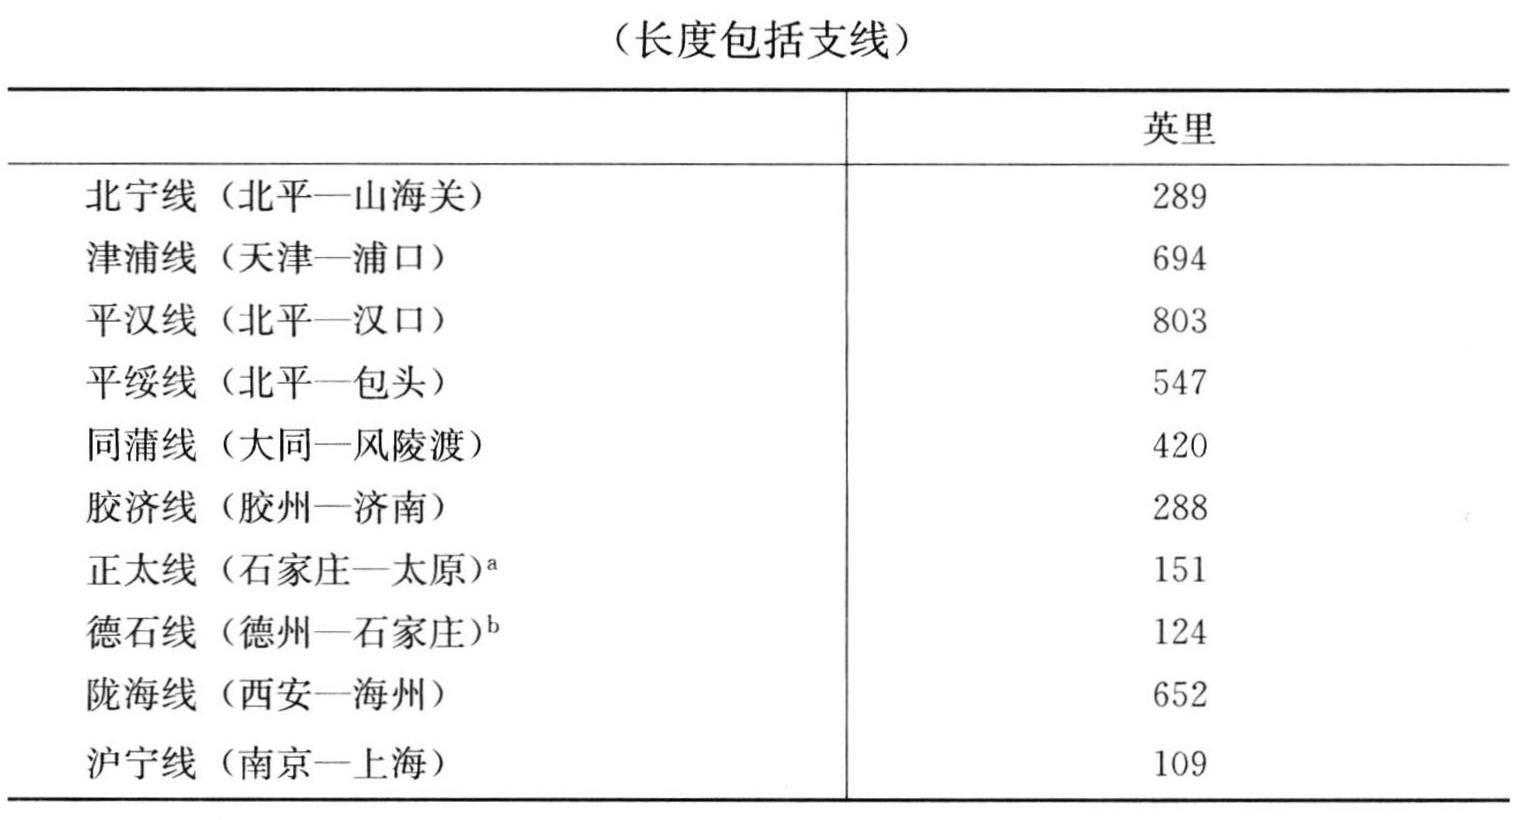 （长度包括支线）
英里
北宁线（北平—山海关） 289
津浦线（天津—浦口） 694
平汉线（北平—汉口） 803
平绥线（北平—包头） 547
同蒲线（大同—风陵渡） 420
胶济线（胶州—济南） 288
正太线（石家庄—太原）a 151
德石线（德州—石家庄）b 124
陇海线（西安—海州） 652
沪宁线（南京—上海） 109